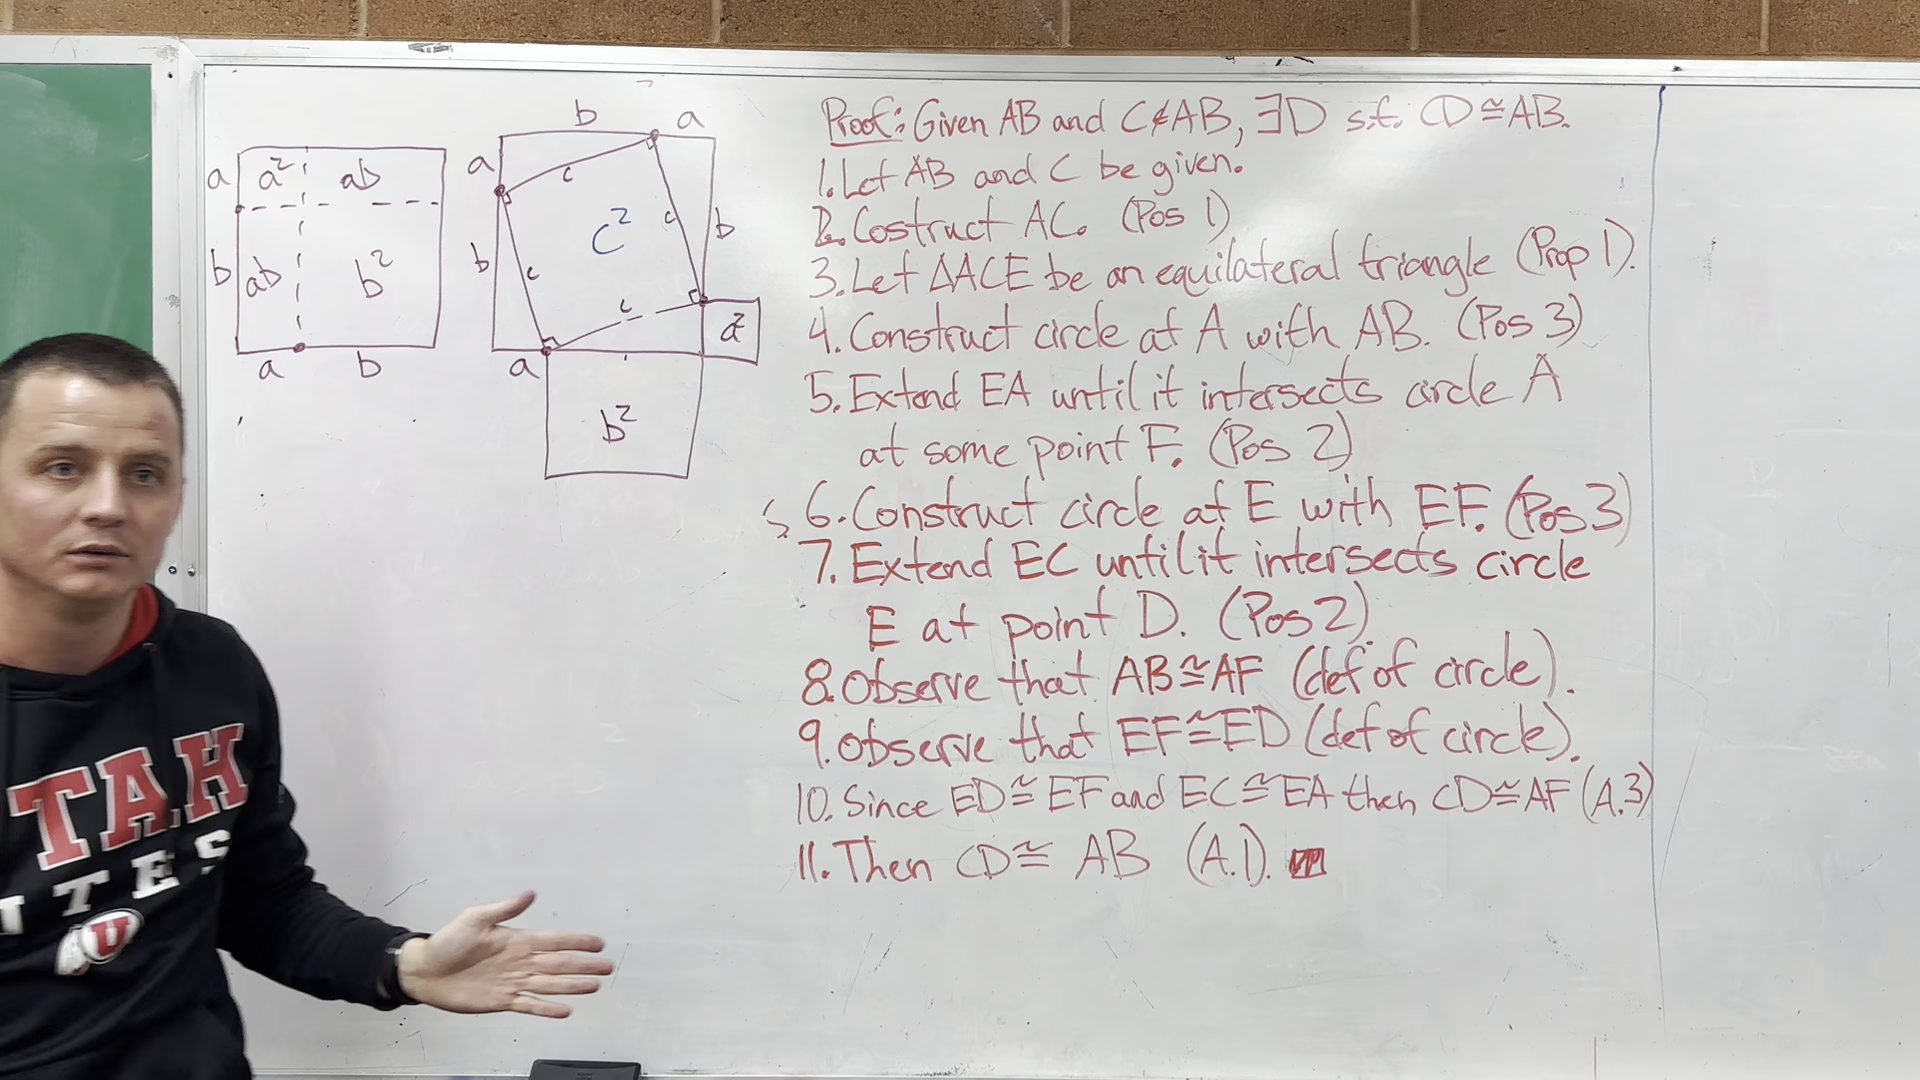 a
a²
ab
b
ab
b²
a
b
b
a
a
c
c
C²
b
b
c
c
a²
a
b²
Proof: Given AB and C∉AB, ∃D s.t. CD≅AB.
1. Let AB and C be given.
2. Costruct AC. (Pos 1)
3. Let ΔACE be an equilateral triangle (Prop 1).
4. Construct circle at A with AB. (Pos 3)
5. Extend EA until it intersects circle A
at some point F. (Pos 2)
6. Construct circle at E with EF. (Pos 3)
7. Extend EC until it intersects circle
E at point D. (Pos 2)
8. Observe that AB≅AF (def of circle).
9. Observe that EF≅ED (def of circle).
10. Since ED≅EF and EC≅EA then CD≅AF (A.3)
11. Then CD≅AB (A.1).
TAH
UTES
U